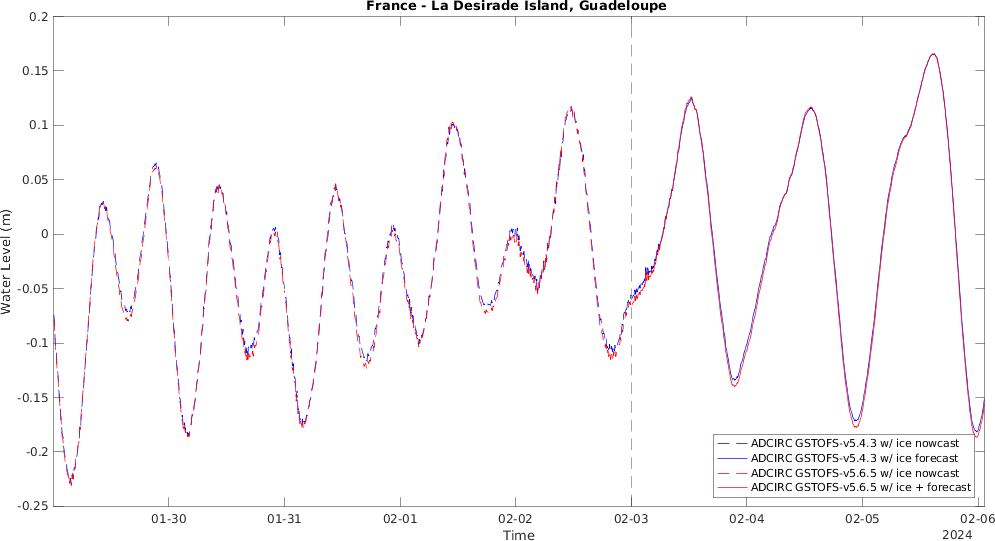 France - La Desirade Island, Guadeloupe
0.2
0.15
0.1
0.05
0
-0.05
-0.1
-0.15
-0.2
-0.25
Water Level (m)
ADCIRC GSTOFS-v5.4.3 w/ ice nowcast
ADCIRC GSTOFS-v5.4.3 w/ ice forecast
ADCIRC GSTOFS-v5.6.5 w/ ice nowcast
ADCIRC GSTOFS-v5.6.5 w/ ice + forecast
01-30 01-31 02-01 02-02 02-03 02-04 02-05 02-06
Time
2024